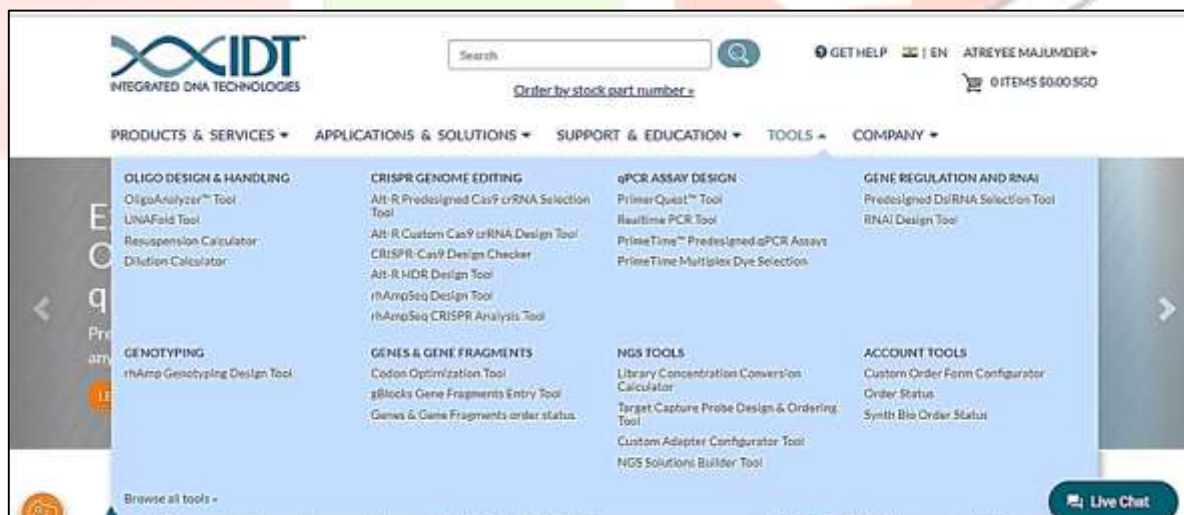 IDT
INTEGRATED DNA TECHNOLOGIES
Search
Order by stock part number »
GET HELP | EN ATREYEE MAJUMDER
0 ITEMS $0.00 SGD
PRODUCTS & SERVICES APPLICATIONS & SOLUTIONS SUPPORT & EDUCATION TOOLS COMPANY
OLIGO DESIGN & HANDLING
OligoAnalyzer™ Tool
UNAFold Tool
Resuspension Calculator
Dilution Calculator
CRISPR GENOME EDITING
Alt-R Predesigned Cas9 crRNA Selection
Tool
Alt-R Custom Cas9 crRNA Design Tool
CRISPR-Cas9 Design Checker
Alt-R HDR Design Tool
rhAmpSeq Design Tool
rhAmpSeq CRISPR Analysis Tool
qPCR ASSAY DESIGN
PrimerQuest™ Tool
Realtime PCR Tool
PrimeTime™ Predesigned qPCR Assays
PrimeTime Multiplex Dye Selection
GENE REGULATION AND RNAI
Predesigned DsiRNA Selection Tool
RNAi Design Tool
GENOTYPING
rhAmp Genotyping Design Tool
GENES & GENE FRAGMENTS
Codon Optimization Tool
gBlocks Gene Fragments Entry Tool
Genes & Gene Fragments order status
NGS TOOLS
Library Concentration Conversion
Calculator
Target Capture Probe Design & Ordering
Tool
Custom Adapter Configurator Tool
NGS Solutions Builder Tool
ACCOUNT TOOLS
Custom Order Form Configurator
Order Status
Synth Bio Order Status
Browse all tools »
Live Chat